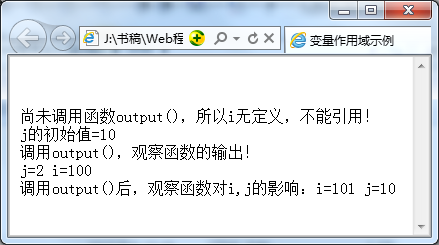 J:\书稿\Web程
变量作用域示例
尚未调用函数output()，所以i无定义，不能引用!
j的初始值=10
调用output()，观察函数的输出!
j=2 i=100
调用output()后，观察函数对i,j的影响：i=101 j=10